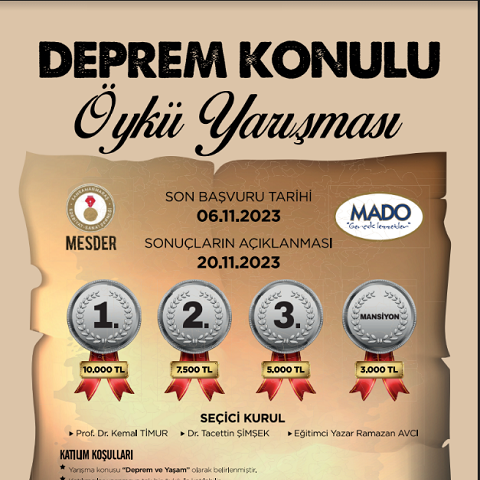 DEPREM KONULU
Öykü Yarışması
MESDER
SON BAŞVURU TARİHİ
06.11.2023
SONUÇLARIN AÇIKLANMASI
20.11.2023
MADO
1.
2.
3.
MANSİYON
10.000 TL
7,500 TL
5.000 TL
3.000 TL
SEÇİCİ KURUL
Prof. Dr. Kemal TİMUR
Dr. Tacettin ŞİMŞEK
Eğitimci Yazar Ramazan AVCI
KATILIM KOŞULLARI
★ Yarışma konusu "Deprem ve Yaşam" olarak belirlenmiştir,